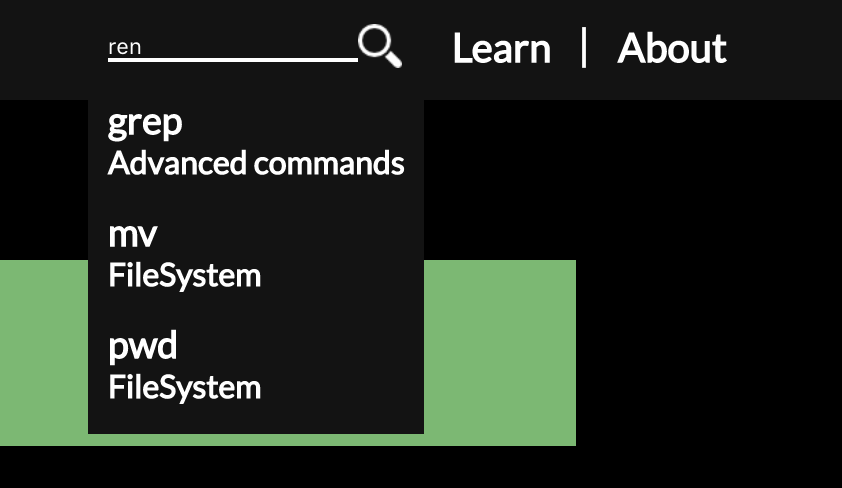 ren
Learn | About
grep
Advanced commands
mv
FileSystem
pwd
FileSystem